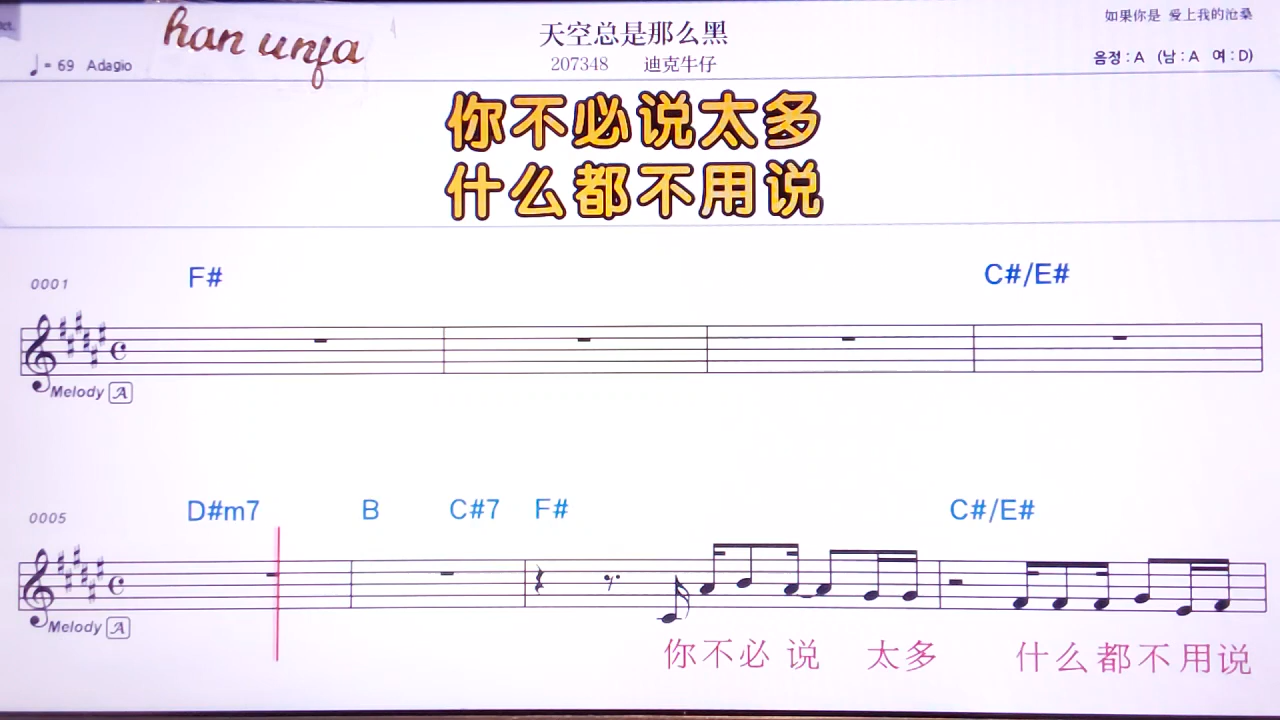 han unfa
天空总是那么黑
如果你是 爱上我的沧桑
♩= 69 Adagio
207348 迪克牛仔
음정 : A (남 : A 여 : D)
你不必说太多
什么都不用说
0001 F# C#/E#
Melody A
0005 D#m7 B C#7 F# C#/E#
Melody A
你不必 说 太多 什么都不用说